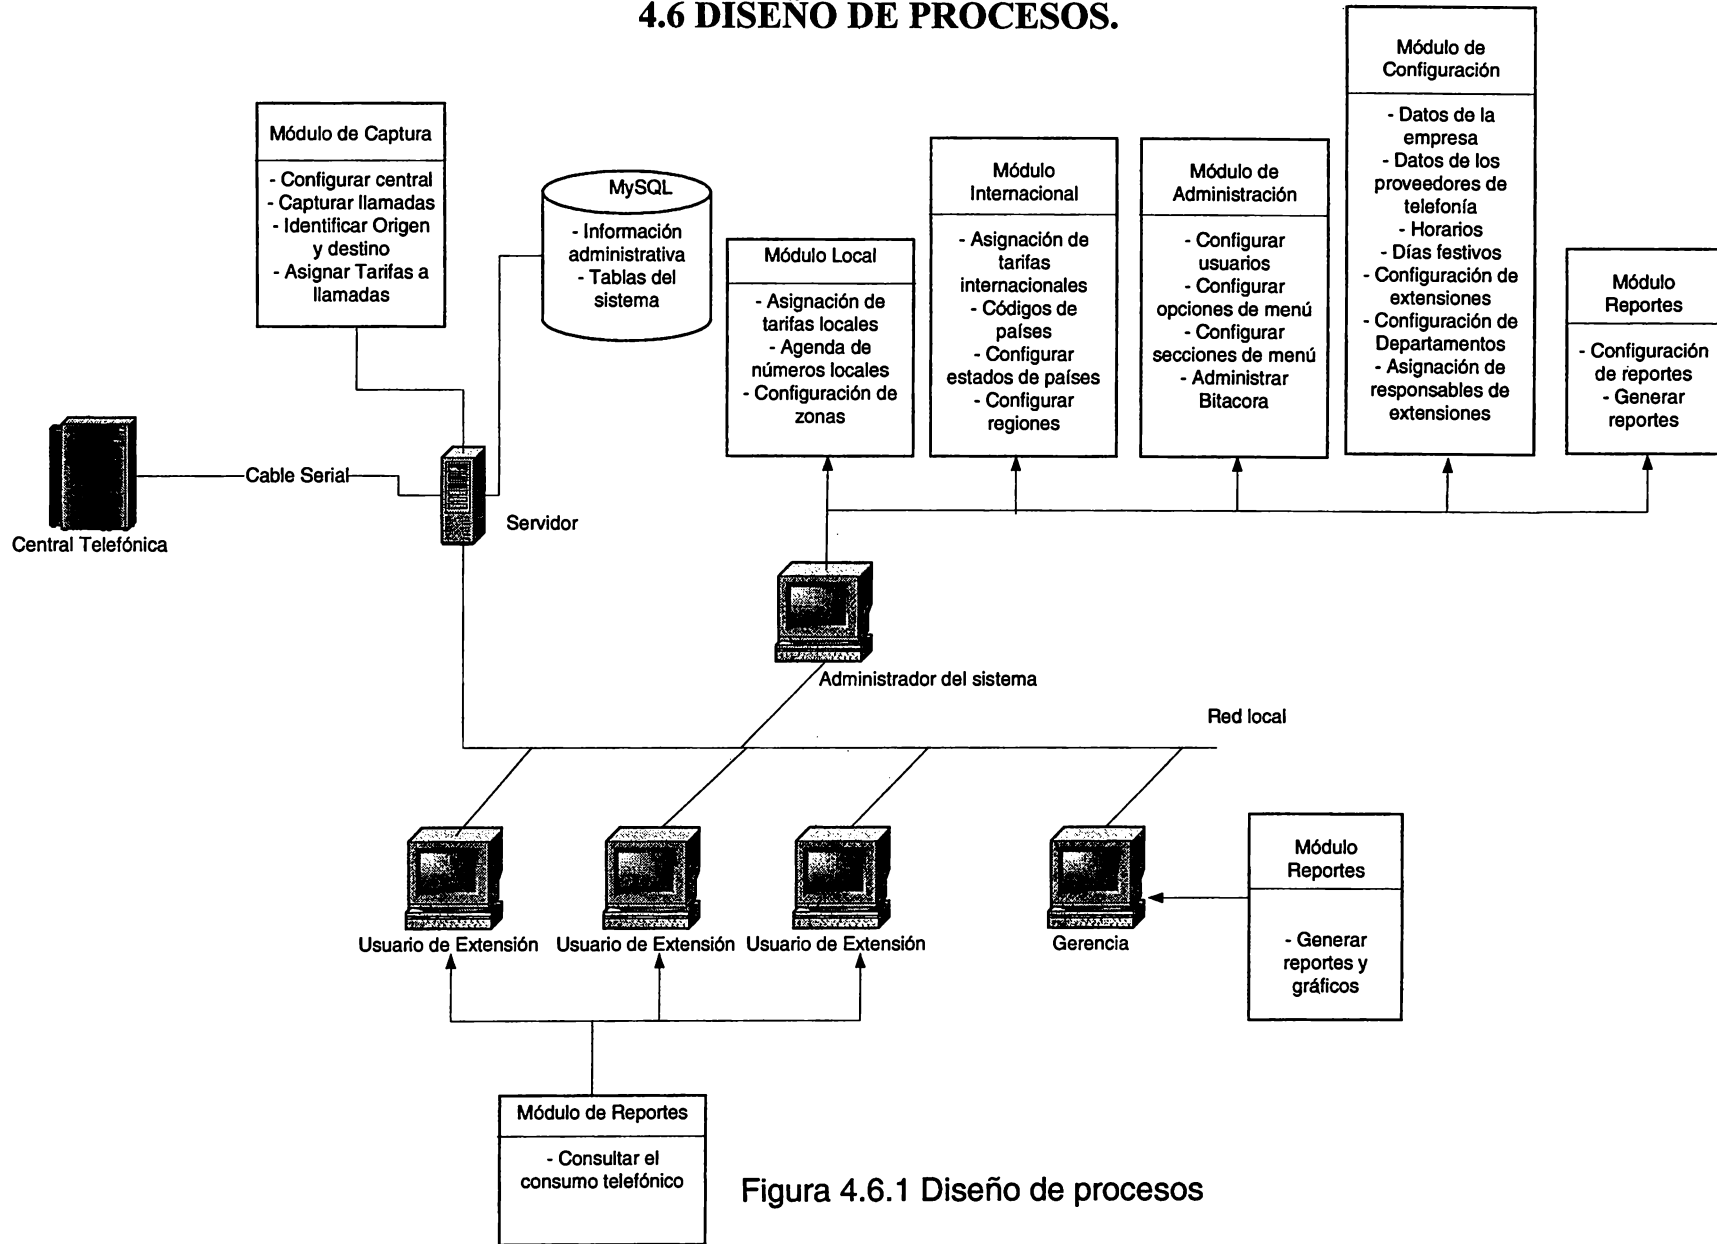 4.6 DISEÑO DE PROCESOS.
Módulo de Captura
- Configurar central
- Capturar llamadas
- Identificar Origen
y destino
- Asignar Tarifas a
llamadas
MySQL
- Información
administrativa
- Tablas del
sistema
Módulo Local
- Asignación de
tarifas locales
- Agenda de
números locales
- Configuración de
zonas
Módulo
Internacional
- Asignación de
tarifas
internacionales
- Códigos de
países
- Configurar
estados de países
- Configurar
regiones
Módulo de
Administración
- Configurar
usuarios
- Configurar
opciones de menú
- Configurar
secciones de menú
- Administrar
Bitacora
Módulo de
Configuración
- Datos de la
empresa
- Datos de los
proveedores de
telefonía
- Horarios
- Días festivos
- Configuración de
extensiones
- Configuración de
Departamentos
- Asignación de
responsables de
extensiones
Módulo
Reportes
- Configuración
de reportes
- Generar
reportes
Cable Serial
Servidor
Central Telefónica
Administrador del sistema
Red local
Usuario de Extensión
Usuario de Extensión
Usuario de Extensión
Gerencia
Módulo
Reportes
- Generar
reportes y
gráficos
Módulo de Reportes
- Consultar el
consumo telefónico
Figura 4.6.1 Diseño de procesos